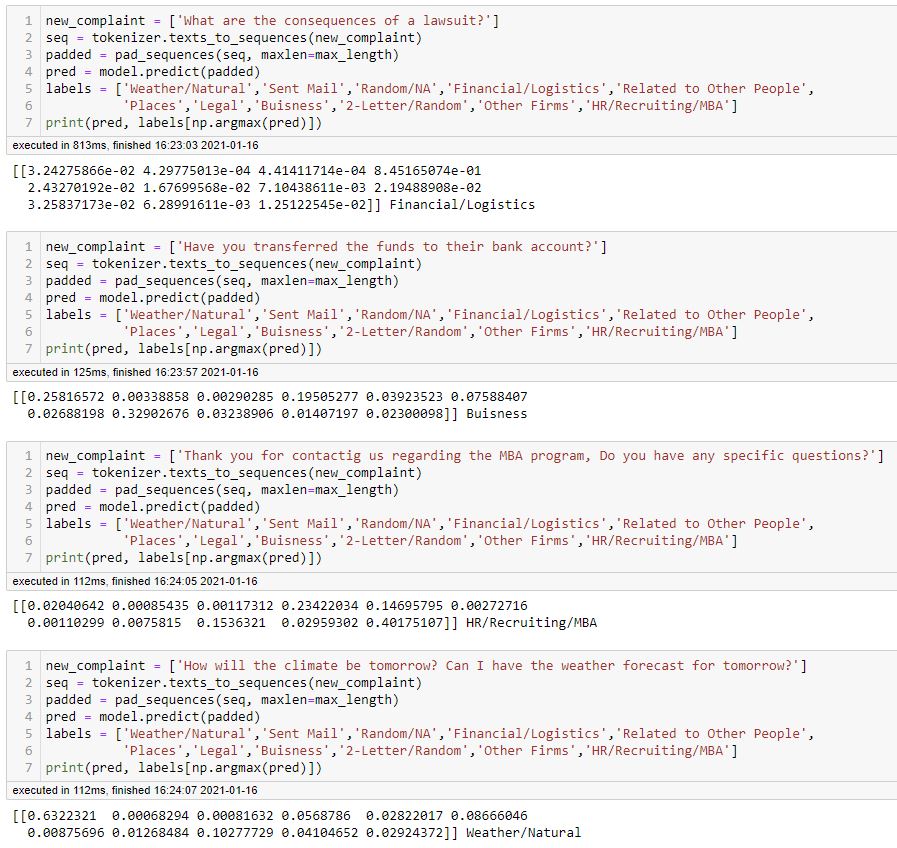 1 new_complaint = ['What are the consequences of a lawsuit?']
2 seq = tokenizer.texts_to_sequences(new_complaint)
3 padded = pad_sequences(seq, maxlen=max_length)
4 pred = model.predict(padded)
5 labels = ['Weather/Natural','Sent Mail','Random/NA','Financial/Logistics','Related to Other People',
6 'Places','Legal','Buisness','2-Letter/Random','Other Firms','HR/Recruiting/MBA']
7 print(pred, labels[np.argmax(pred)])
executed in 813ms, finished 16:23:03 2021-01-16
[[3.24275866e-02 4.29775013e-04 4.41411714e-04 8.45165074e-01
2.43270192e-02 1.67699568e-02 7.10438611e-03 2.19488908e-02
3.25837173e-02 6.28991611e-03 1.25122545e-02]] Financial/Logistics
1 new_complaint = ['Have you transferred the funds to their bank account?']
2 seq = tokenizer.texts_to_sequences(new_complaint)
3 padded = pad_sequences(seq, maxlen=max_length)
4 pred = model.predict(padded)
5 labels = ['Weather/Natural','Sent Mail','Random/NA','Financial/Logistics','Related to Other People',
6 'Places','Legal','Buisness','2-Letter/Random','Other Firms','HR/Recruiting/MBA']
7 print(pred, labels[np.argmax(pred)])
executed in 125ms, finished 16:23:57 2021-01-16
[[0.25816572 0.00338858 0.00290285 0.19505277 0.03923523 0.07588407
0.02688198 0.32902676 0.03238906 0.01407197 0.02300098]] Buisness
1 new_complaint = ['Thank you for contactig us regarding the MBA program, Do you have any specific questions?']
2 seq = tokenizer.texts_to_sequences(new_complaint)
3 padded = pad_sequences(seq, maxlen=max_length)
4 pred = model.predict(padded)
5 labels = ['Weather/Natural','Sent Mail','Random/NA','Financial/Logistics','Related to Other People',
6 'Places','Legal','Buisness','2-Letter/Random','Other Firms','HR/Recruiting/MBA']
7 print(pred, labels[np.argmax(pred)])
executed in 112ms, finished 16:24:05 2021-01-16
[[0.02040642 0.00085435 0.00117312 0.23422034 0.14695795 0.00272716
0.00110299 0.0075815 0.1536321 0.02959302 0.40175107]] HR/Recruiting/MBA
1 new_complaint = ['How will the climate be tomorrow? Can I have the weather forecast for tomorrow?']
2 seq = tokenizer.texts_to_sequences(new_complaint)
3 padded = pad_sequences(seq, maxlen=max_length)
4 pred = model.predict(padded)
5 labels = ['Weather/Natural','Sent Mail','Random/NA','Financial/Logistics','Related to Other People',
6 'Places','Legal','Buisness','2-Letter/Random','Other Firms','HR/Recruiting/MBA']
7 print(pred, labels[np.argmax(pred)])
executed in 112ms, finished 16:24:07 2021-01-16
[[0.6322321 0.00068294 0.00081632 0.0568786 0.02822017 0.08666046
0.00875696 0.01268484 0.10277729 0.04104652 0.02924372]] Weather/Natural